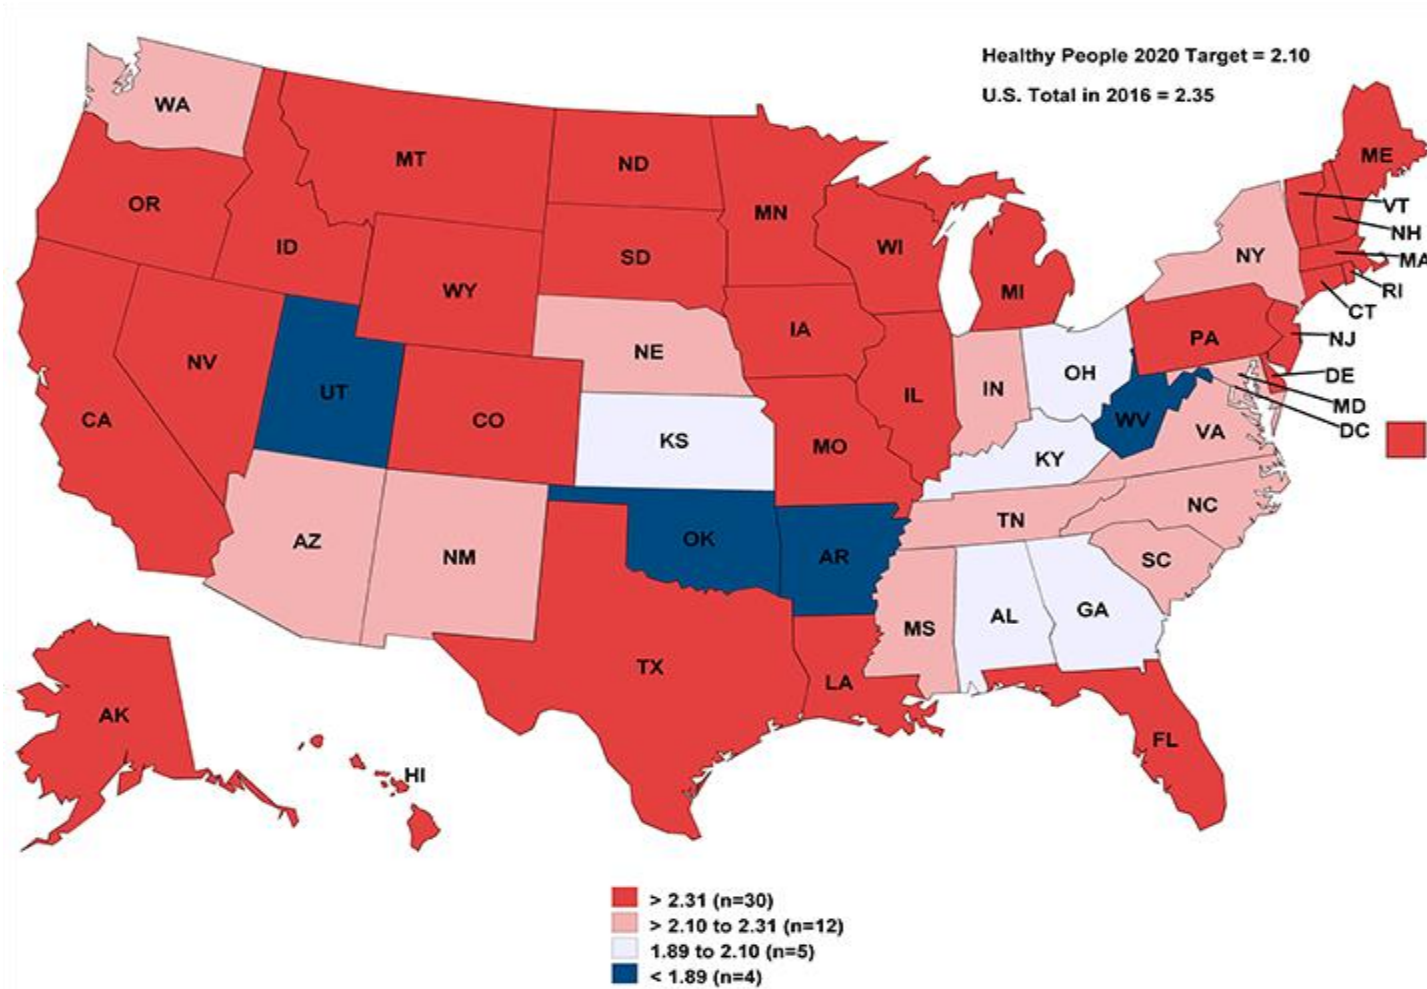 Healthy People 2020 Target = 2.10
U.S. Total in 2016 = 2.35
WA
MT
ND
MN
ME
VT
NH
MA
RI
CT
NJ
DE
MD
DC
OR
ID
SD
WI
MI
NY
WY
IA
PA
NV
UT
NE
IL
IN
OH
CA
CO
KS
MO
KY
WV
VA
AZ
NM
OK
AR
TN
NC
SC
MS
AL
GA
TX
LA
AK
HI
FL
> 2.31 (n=30)
> 2.10 to 2.31 (n=12)
1.89 to 2.10 (n=5)
< 1.89 (n=4)